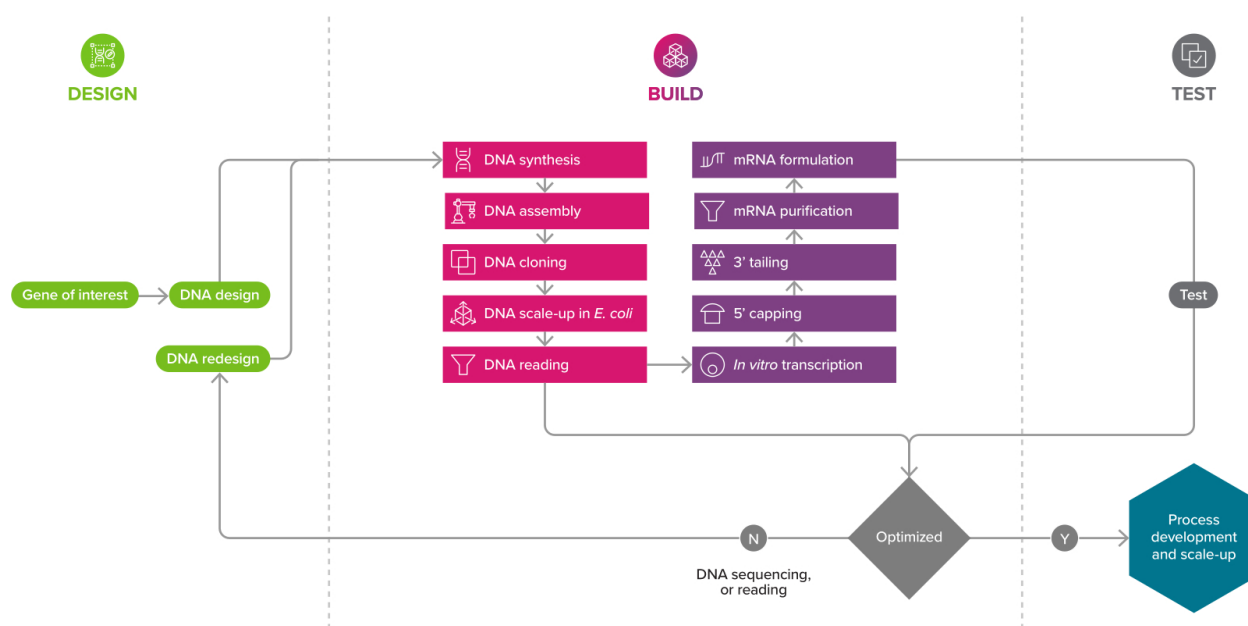 DESIGN
BUILD
TEST
DNA synthesis
mRNA formulation
DNA assembly
mRNA purification
DNA cloning
3’ tailing
Gene of interest
DNA design
Test
DNA scale-up in E. coli
5’ capping
DNA redesign
DNA reading
In vitro transcription
N
Optimized
Y
Process
development
and scale-up
DNA sequencing,
or reading